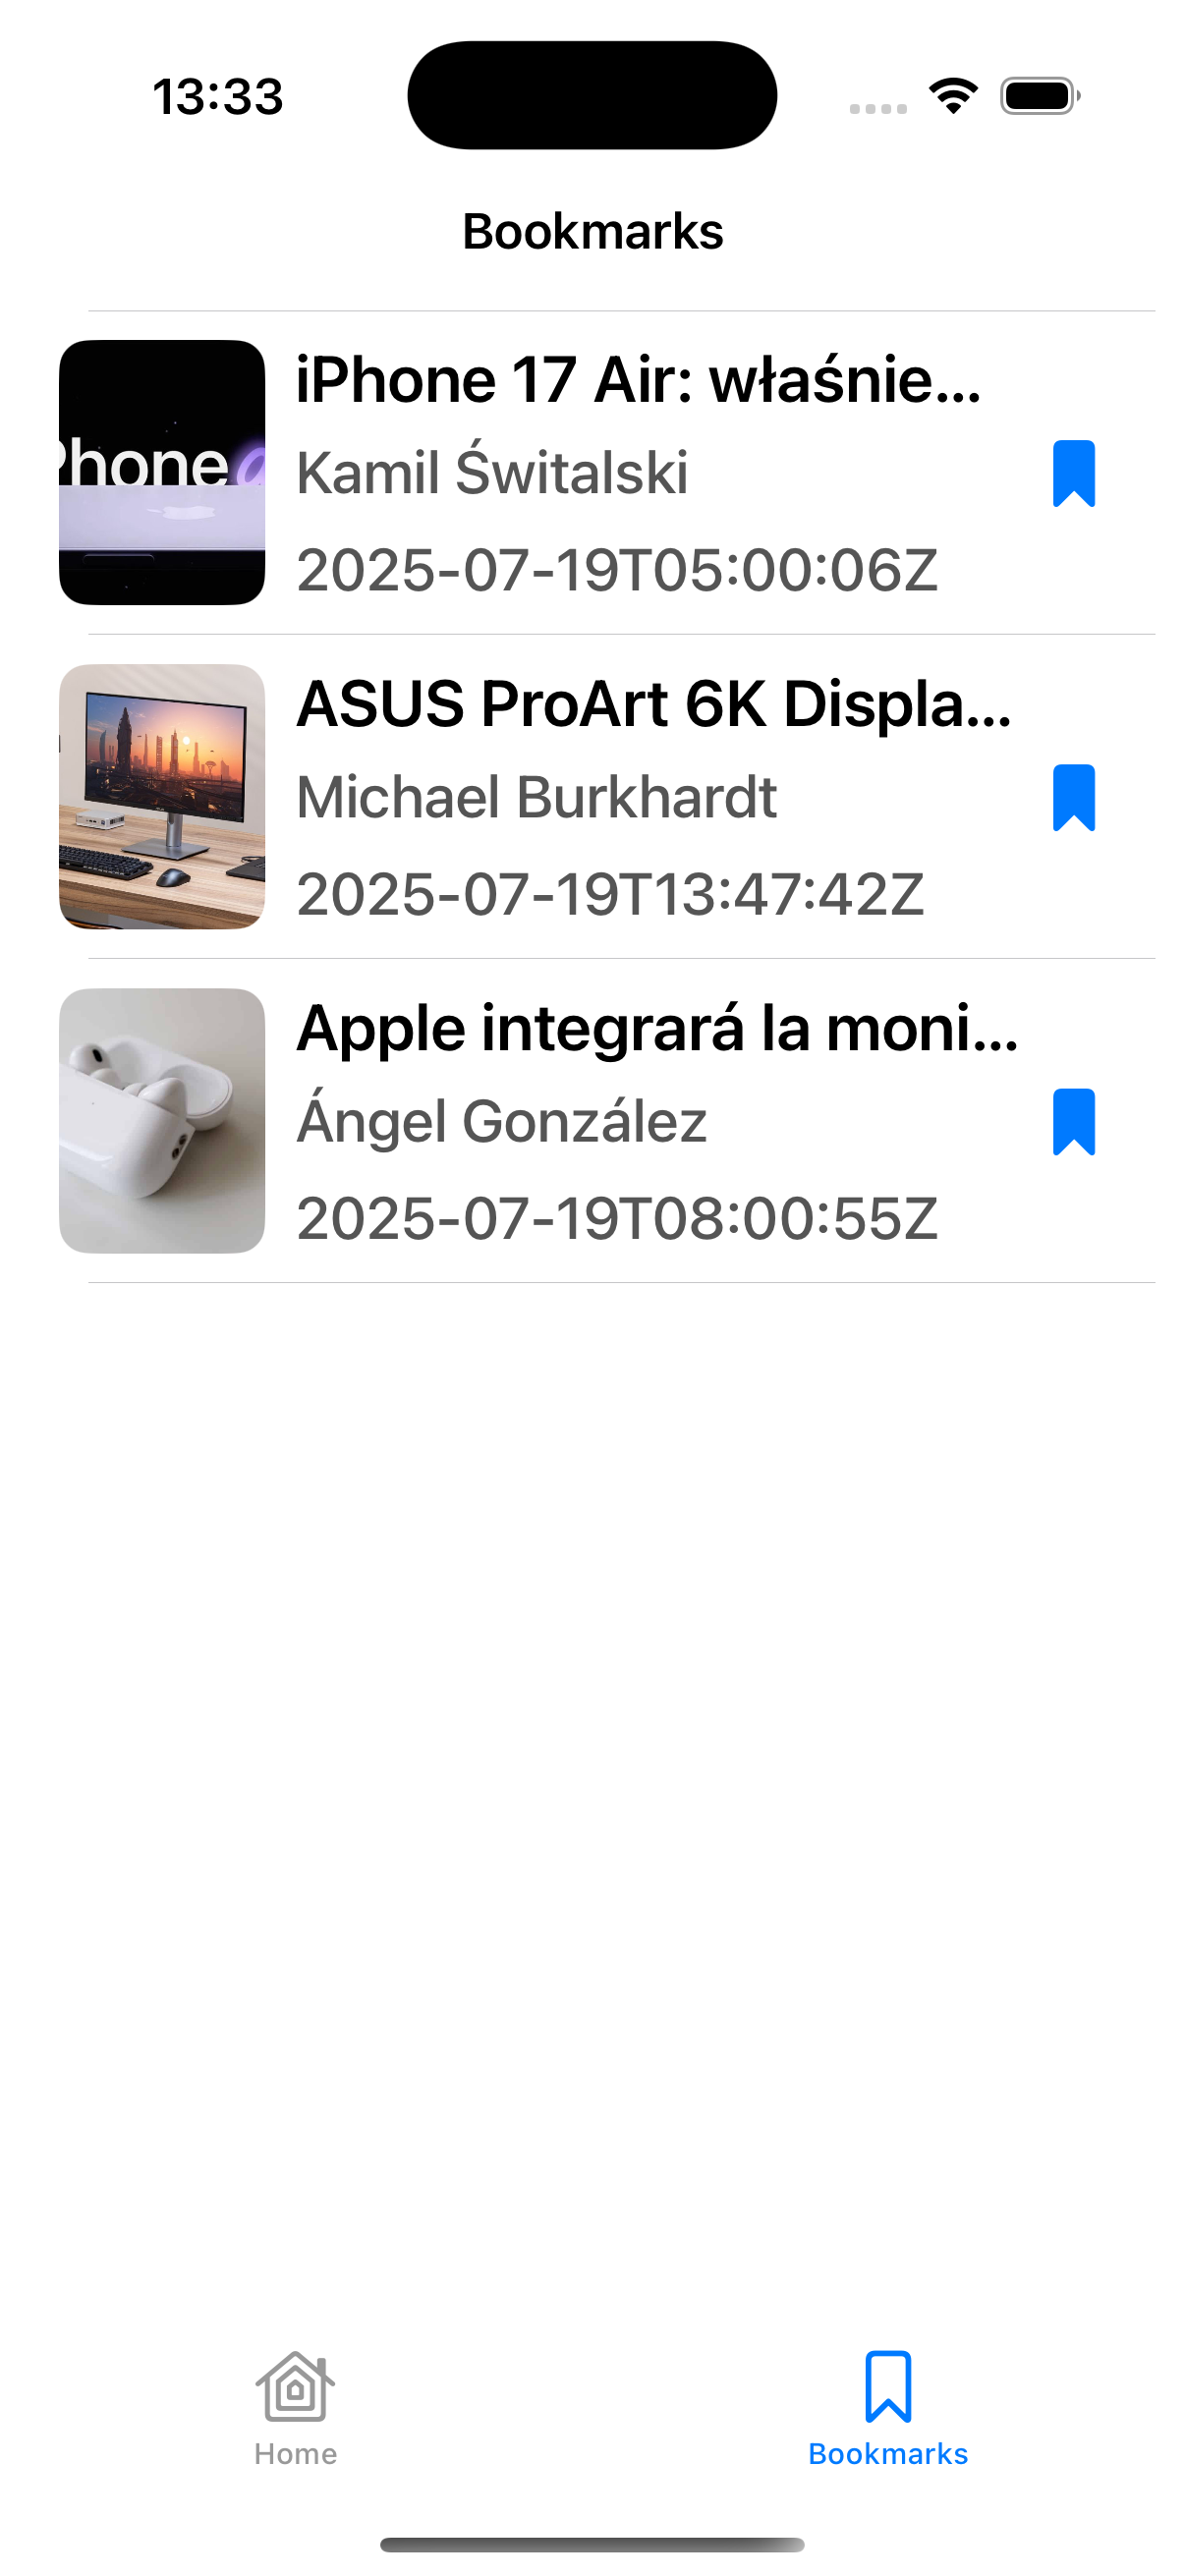 13:33
Bookmarks
iPhone 17 Air: właśnie...
Phone
Kamil Świtalski
2025-07-19T05:00:06Z
ASUS ProArt 6K Displa...
Michael Burkhardt
2025-07-19T13:47:42Z
Apple integrará la moni...
Ángel González
2025-07-19T08:00:55Z
Home
Bookmarks